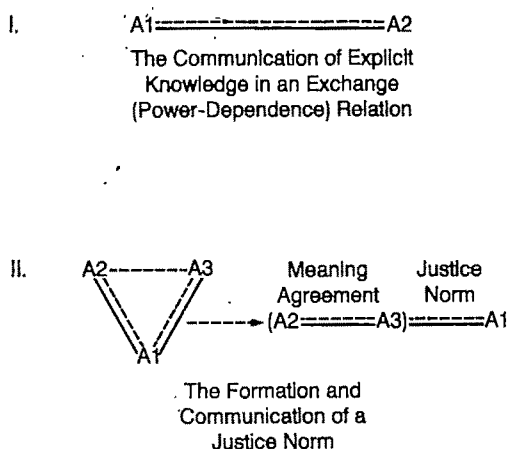 I. A1 A2
The Communication of Explicit
Knowledge in an Exchange
(Power-Dependence) Relation
II. A2 A3 Meaning Justice
Agreement Norm
(A2 A3) A1
A1
The Formation and
Communication of a
Justice Norm